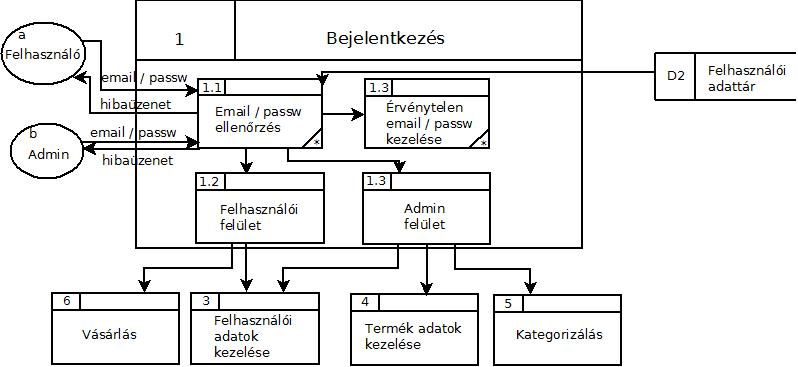 1
Bejelentkezés
a
Felhasználó
email / passw
hibaüzenet
b
Admin
email / passw
hibaüzenet
1.1
Email / passw
ellenőrzés
*
1.3
Érvénytelen
email / passw
kezelése
*
D2
Felhasználói
adattár
1.2
Felhasználói
felület
1.3
Admin
felület
6
Vásárlás
3
Felhasználói
adatok
kezelése
4
Termék adatok
kezelése
5
Kategorizálás